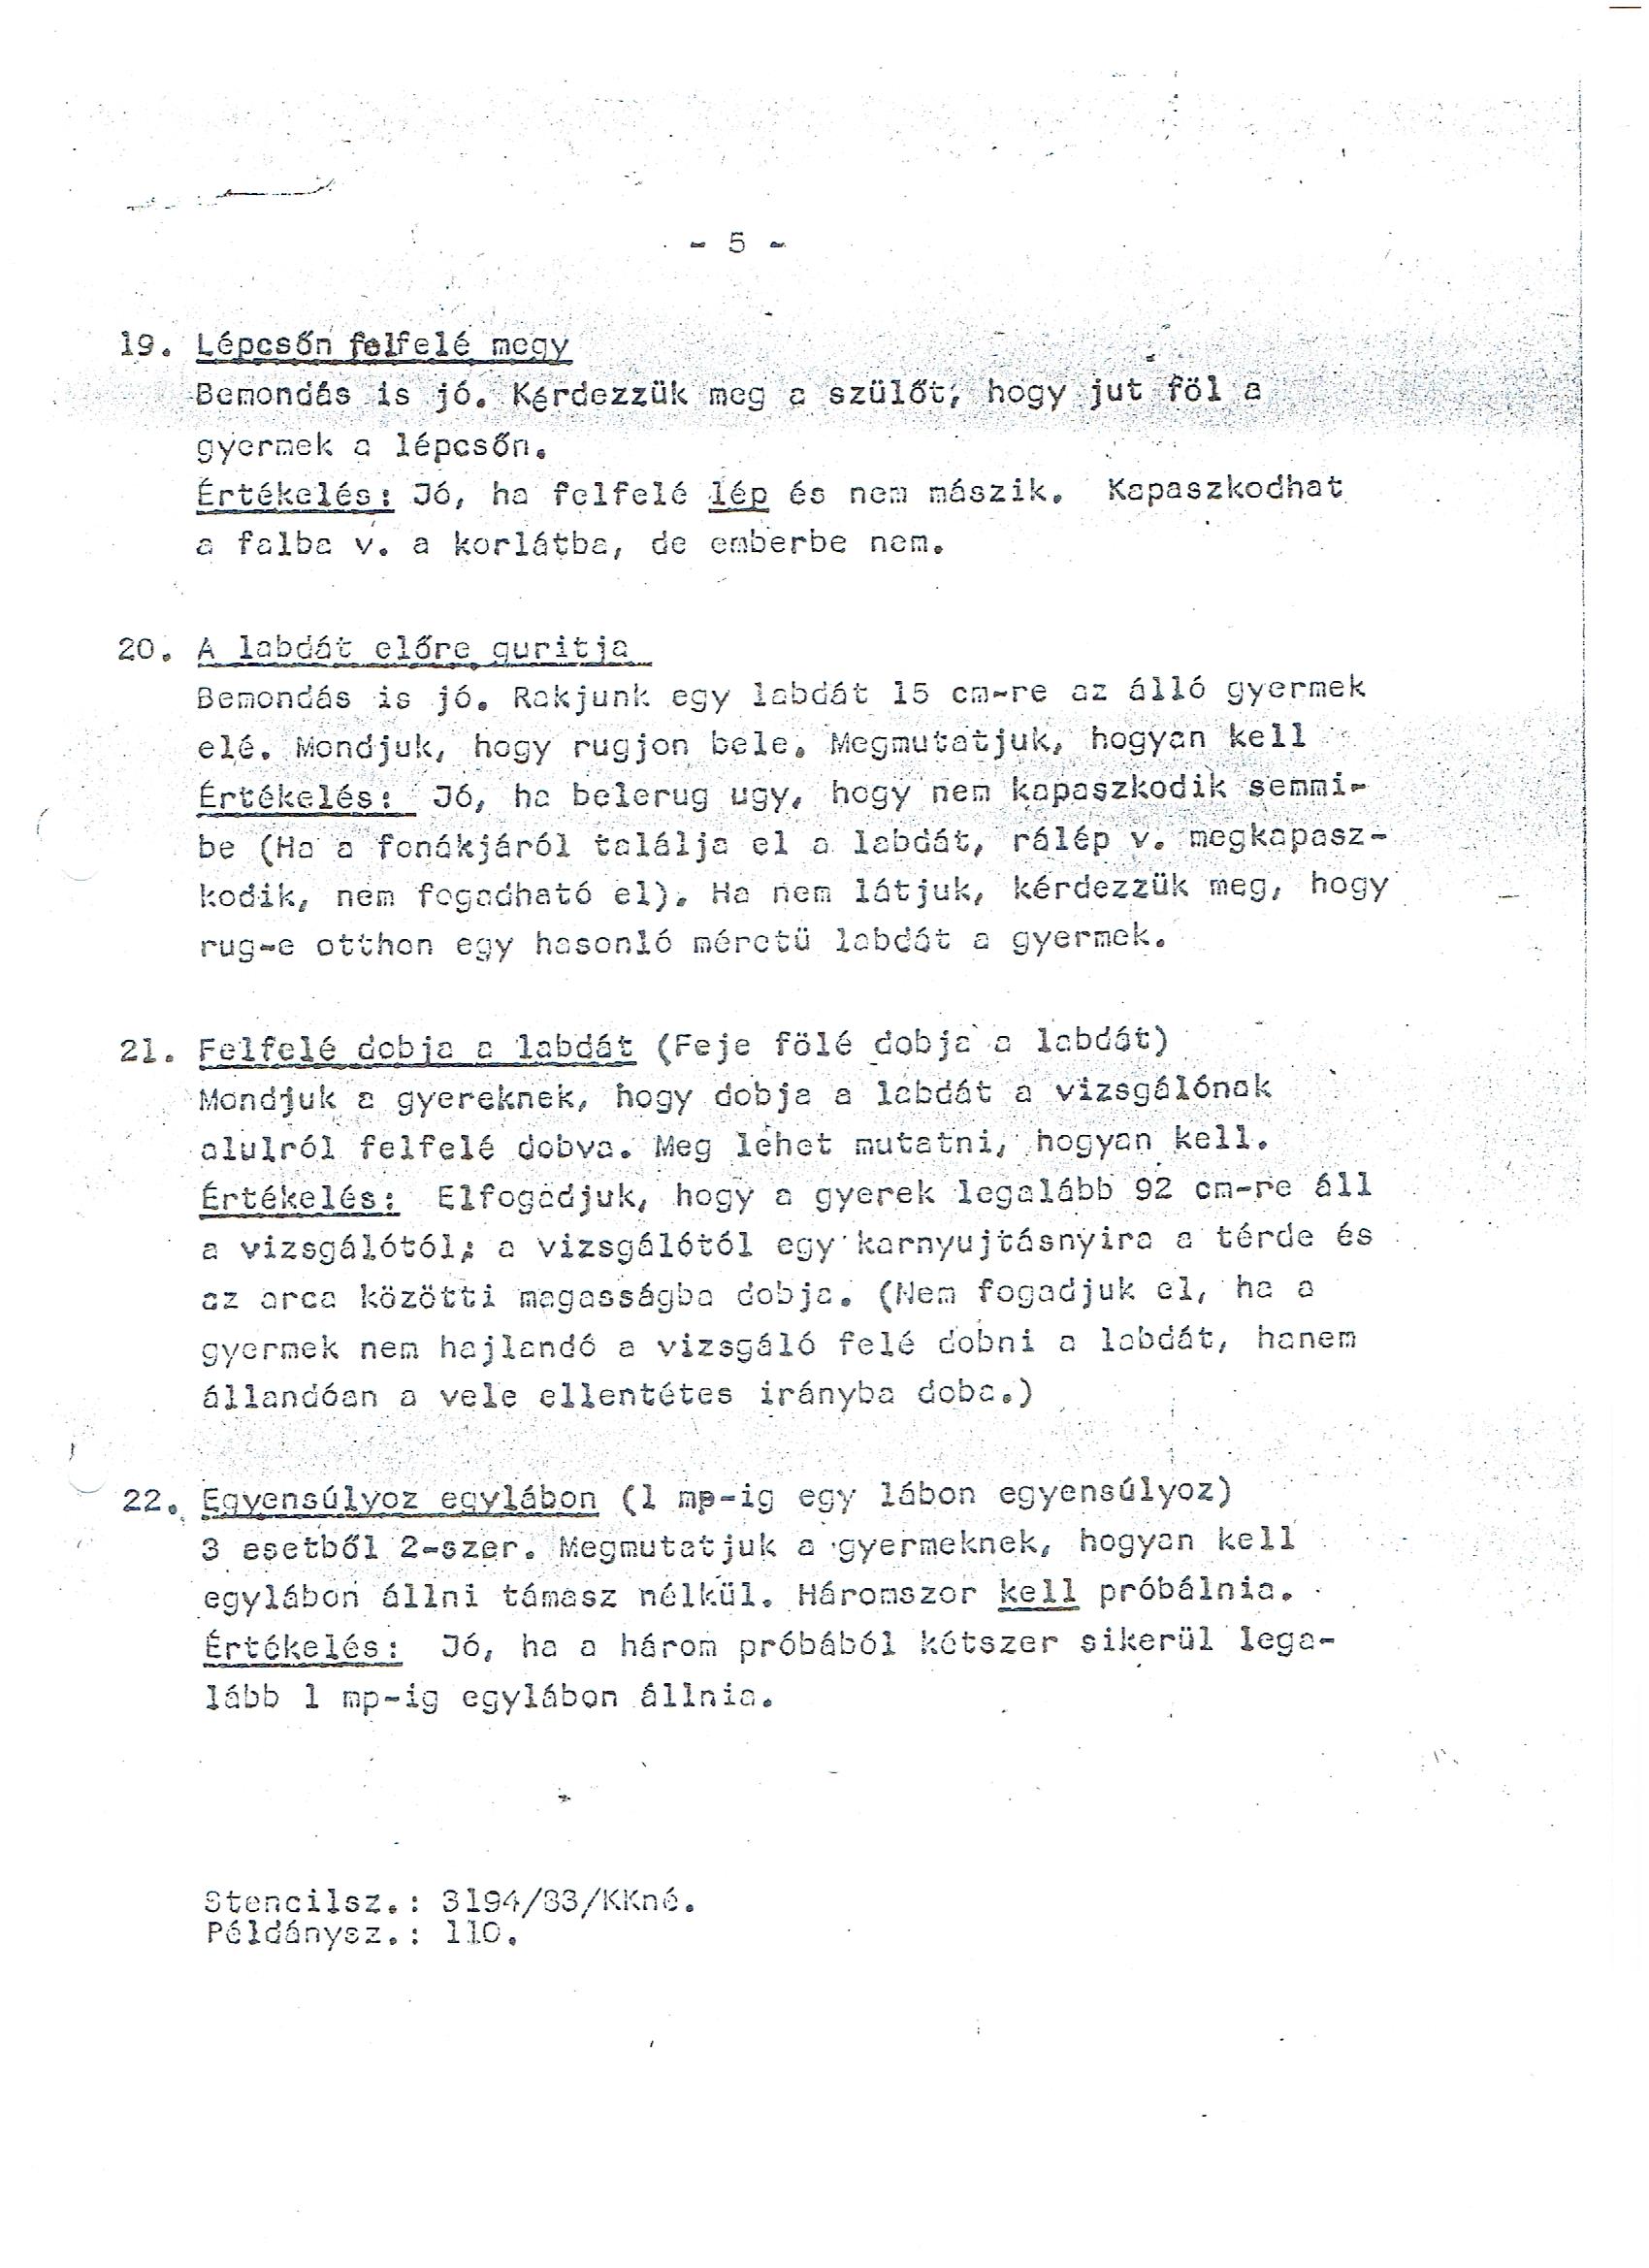 - 5 -
19. Lépcsőn felfelé megy
Bemondás is jó. Kérdezzük meg a szülőt, hogy jut föl a
gyermek a lépcsőn.
Értékelés: Jó, ha felfelé lép és nem mászik. Kapaszkodhat
a falba v. a korlátba, de emberbe nem.
20. A labdát előre guritja
Bemondás is jó. Rakjunk egy labdát 15 cm-re az álló gyermek
elé. Mondjuk, hogy rugjon bele. Megmutatjuk, hogyan kell
Értékelés: Jó, ha belerug ugy, hogy nem kapaszkodik semmi-
be (Ha a fonákjáról találja el a labdát, rálép v. megkapasz-
kodik, nem fogadható el). Ha nem látjuk, kérdezzük meg, hogy
rug-e otthon egy hasonló méretü labdát a gyermek.
21. Felfelé dobja a labdát (Feje fölé dobja a labdát)
Mondjuk a gyereknek, hogy dobja a labdát a vizsgálónak
alulról felfelé dobva. Meg lehet mutatni, hogyan kell.
Értékelés: Elfogadjuk, hogy a gyerek legalább 92 cm-re áll
a vizsgálótól; a vizsgálótól egy karnyujtásnyira a térde és
az arca közötti magasságba dobja. (Nem fogadjuk el, ha a
gyermek nem hajlandó a vizsgáló felé dobni a labdát, hanem
állandóan a vele ellentétes irányba doba.)
22. Egyensúlyoz egylábon (1 mp-ig egy lábon egyensúlyoz)
3 esetből 2-szer. Megmutatjuk a gyermeknek, hogyan kell
egylábon állni támasz nélkül. Háromszor kell próbálnia.
Értékelés: Jó, ha a három próbából kétszer sikerül lega-
lább 1 mp-ig egylábon állnia.
Stencilsz.: 3194/83/KKné.
Példánysz.: 110.